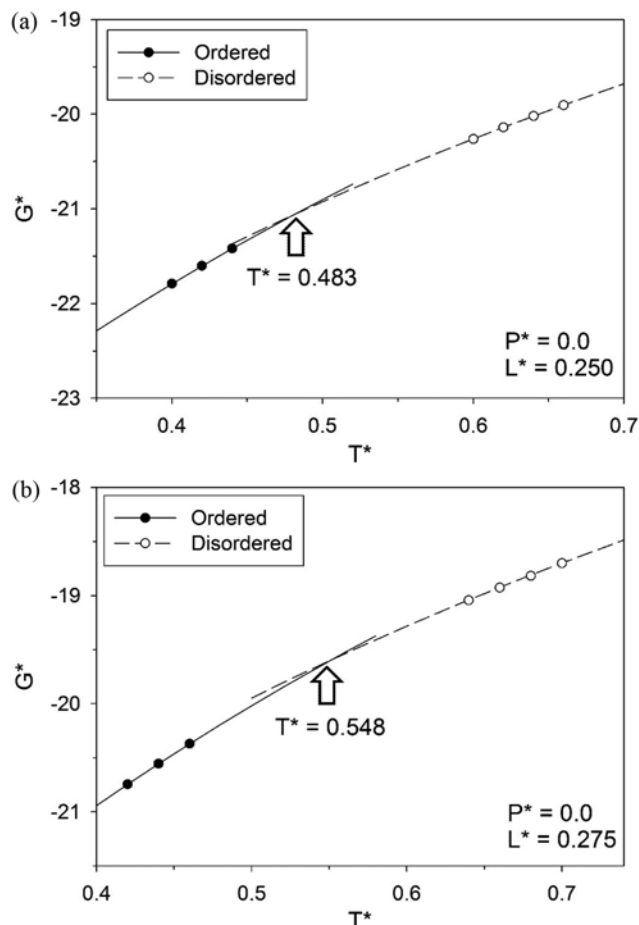 (a)
-19
Ordered
Disordered
-20
G*
-21
T* = 0.483
-22
P* = 0.0
L* = 0.250
-23
0.4 0.5 0.6 0.7
T*
(b)
-18
Ordered
Disordered
-19
G*
-20
T* = 0.548
-21
P* = 0.0
L* = 0.275
0.4 0.5 0.6 0.7
T*